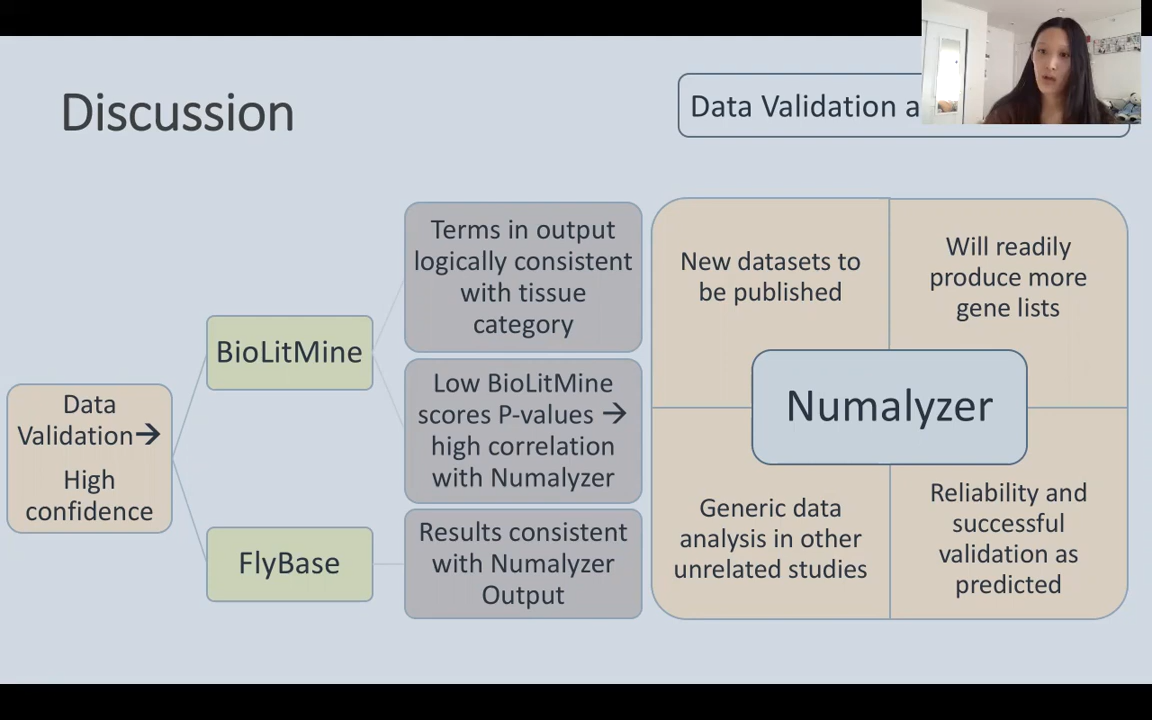 Discussion
Data Validation a
Data
Validation→
High
confidence
BioLitMine
FlyBase
Terms in output
logically consistent
with tissue
category
Low BioLitMine
scores P-values →
high correlation
with Numalyzer
Results consistent
with Numalyzer
Output
New datasets to
be published
Will readily
produce more
gene lists
Numalyzer
Generic data
analysis in other
unrelated studies
Reliability and
successful
validation as
predicted